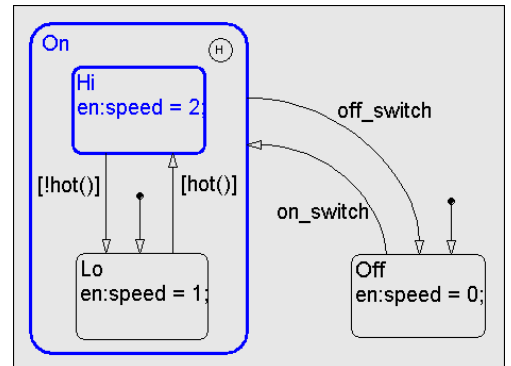 On
H
Hi
en:speed = 2;
off_switch
[!hot()]
[hot()]
on_switch
Lo
en:speed = 1;
Off
en:speed = 0;